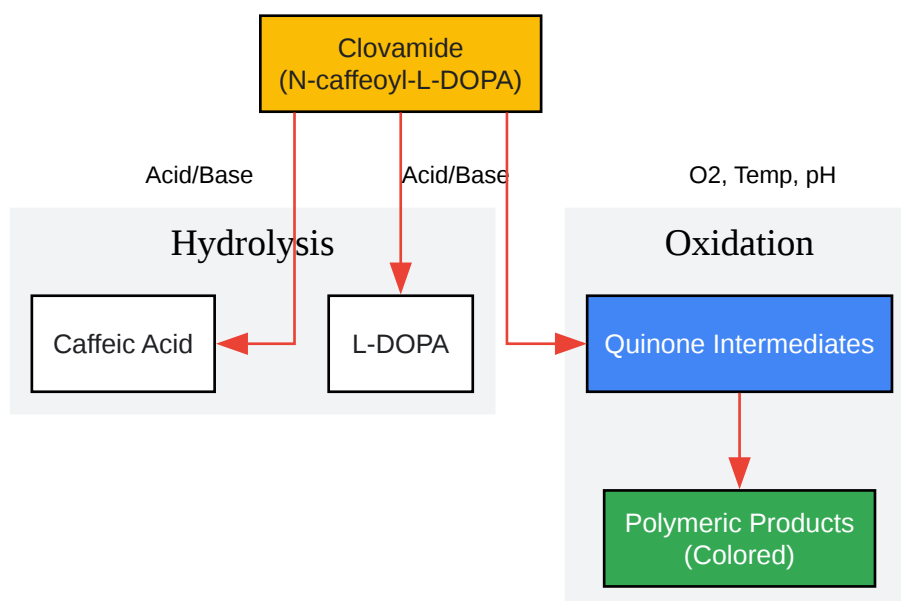 Clovamide
(N-caffeoyl-L-DOPA)
Acid/Base
Acid/Base
O2, Temp, pH
Hydrolysis
Oxidation
Caffeic Acid
L-DOPA
Quinone Intermediates
Polymeric Products
(Colored)